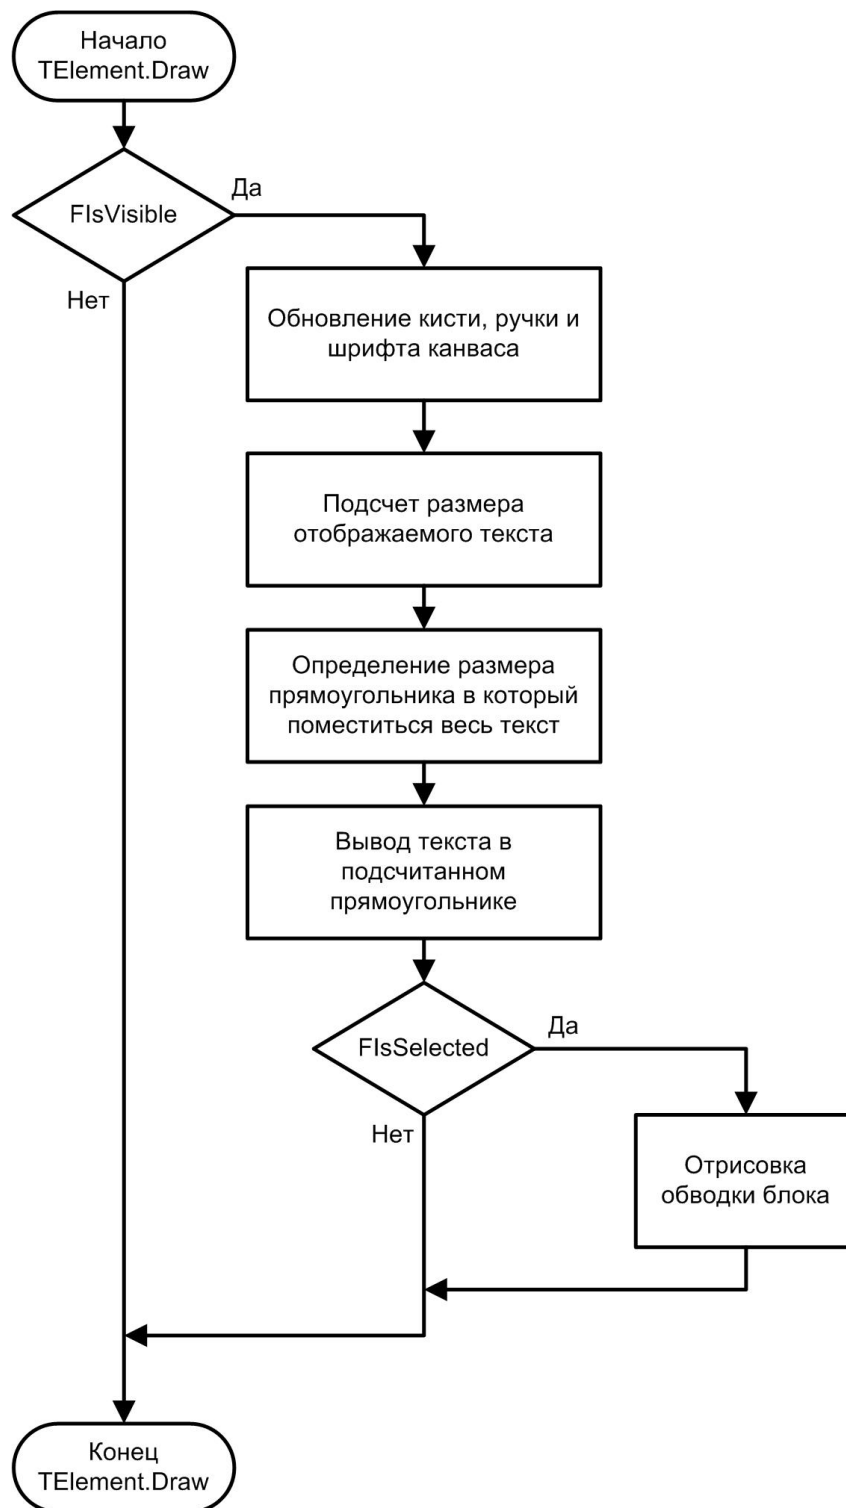 Начало
TElement.Draw
FIsVisible
Да
Нет
Обновление кисти, ручки и
шрифта канваса
Подсчет размера
отображаемого текста
Определение размера
прямоугольника в который
поместиться весь текст
Вывод текста в
подсчитанном
прямоугольнике
FIsSelected
Да
Нет
Отрисовка
обводки блока
Конец
TElement.Draw